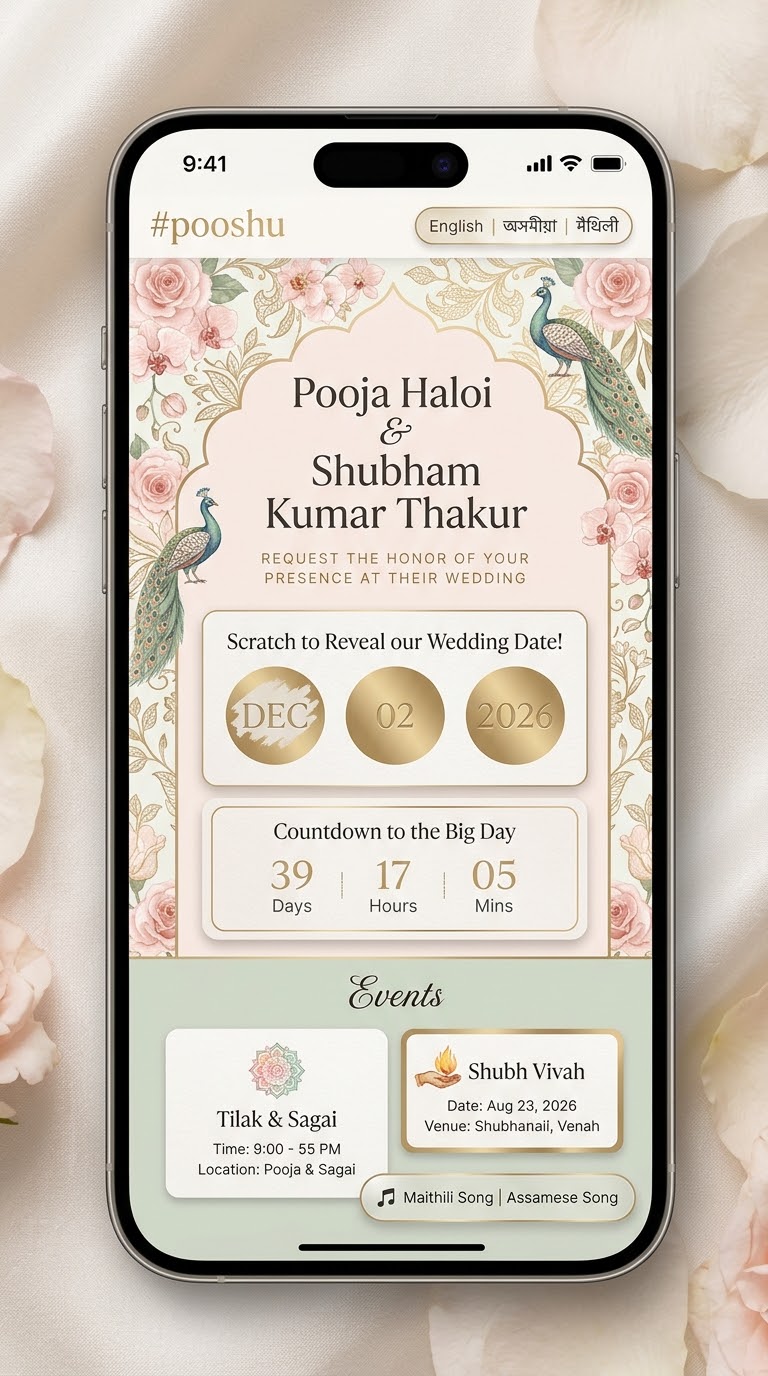 9:41
#pooshu
English | অসমীয়া | मैथिली
Pooja Haloi
&
Shubham
Kumar Thakur
REQUEST THE HONOR OF YOUR
PRESENCE AT THEIR WEDDING
Scratch to Reveal our Wedding Date!
DEC 02 2026
Countdown to the Big Day
39 17 05
Days Hours Mins
Events
Tilak & Sagai
Time: 9:00 - 55 PM
Location: Pooja & Sagai
Shubh Vivah
Date: Aug 23, 2026
Venue: Shubhanaii, Venah
Maithili Song | Assamese Song